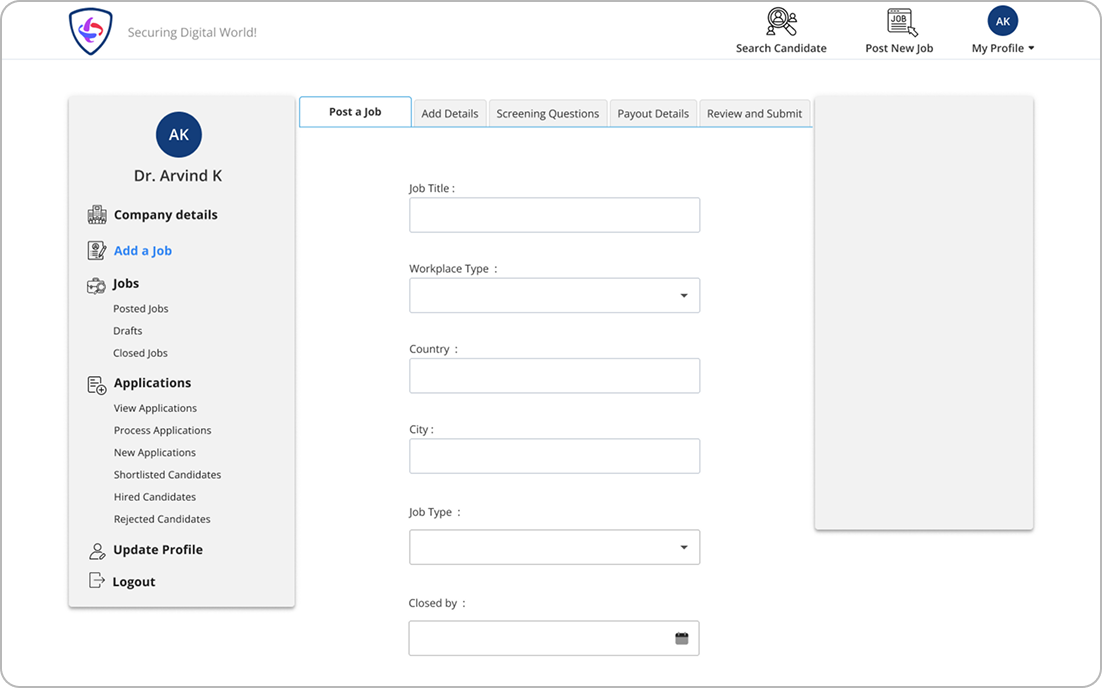 Securing Digital World!
Search Candidate
JOB
Post New Job
AK
My Profile
AK
Dr. Arvind K
Company details
Add a Job
Jobs
Posted Jobs
Drafts
Closed Jobs
Applications
View Applications
Process Applications
New Applications
Shortlisted Candidates
Hired Candidates
Rejected Candidates
Update Profile
Logout
Post a Job Add Details Screening Questions Payout Details Review and Submit
Job Title :
Workplace Type :
Country :
City :
Job Type :
Closed by :